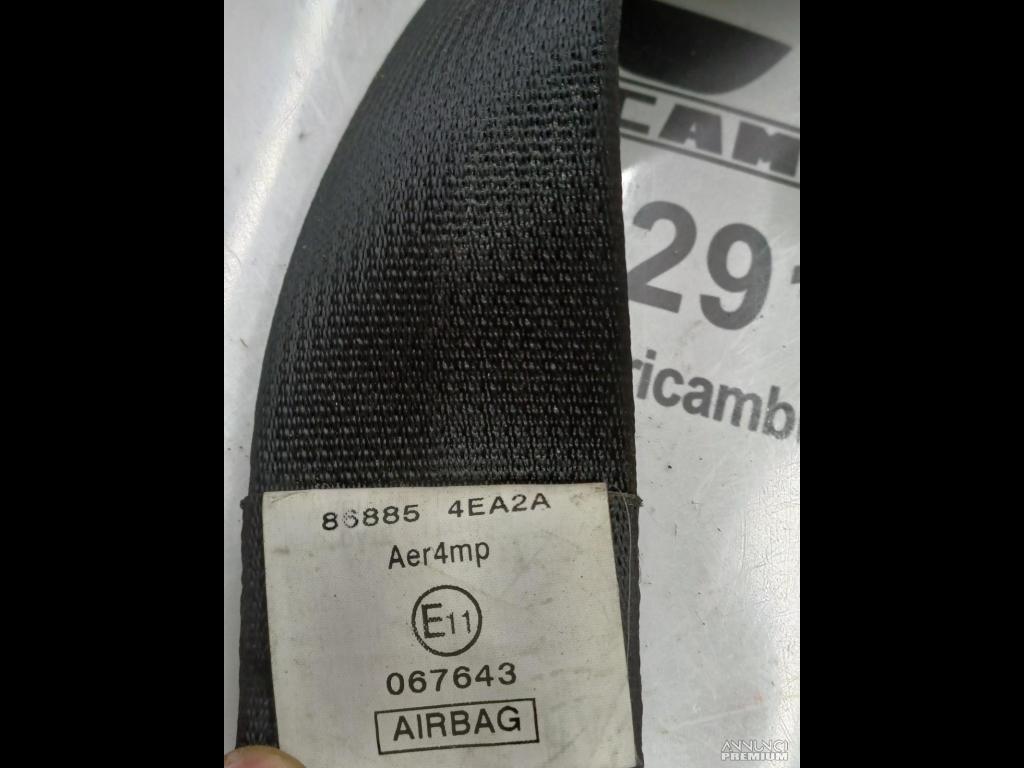 CAM
29
ricamb
86885 4EA2A
Aer4mp
E11
067643
AIRBAG
ANNUNCI
PREMIUM